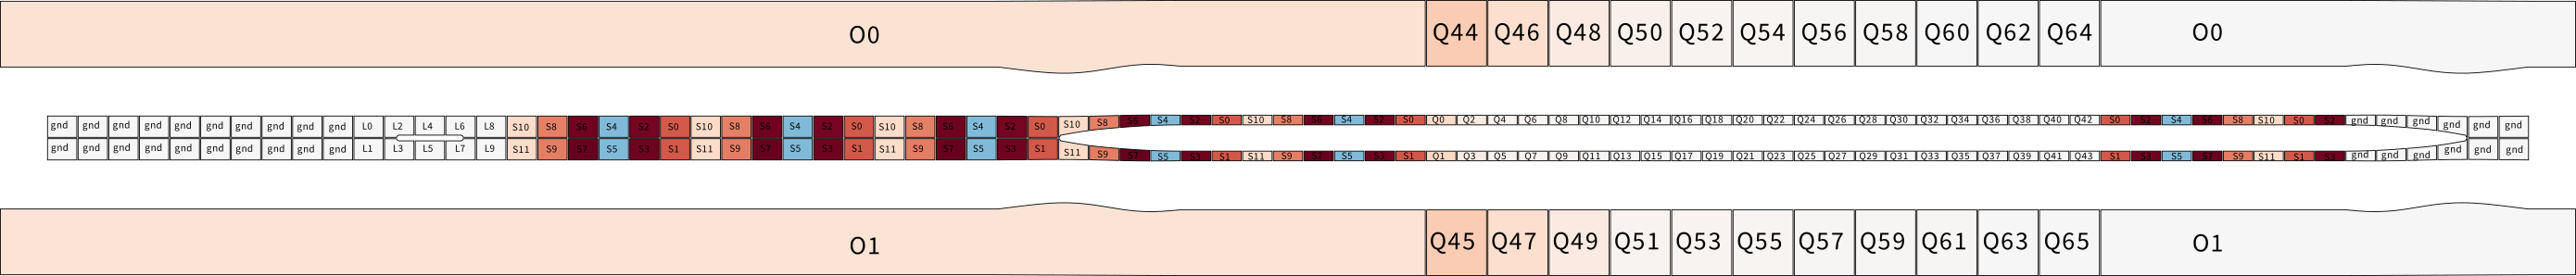 O0 Q44 Q46 Q48 Q50 Q52 Q54 Q56 Q58 Q60 Q62 Q64 O0
gnd gnd gnd gnd gnd gnd gnd gnd gnd gnd L0 L2 L4 L6 L8 S10 S8 S6 S4 S2 S0 S10 S8 S6 S4 S2 S0 S10 S8 S6 S4 S2 S0 S10 S8 S6 S4 S2 S0 S10 S8 S6 S4 S2 S0 Q0 Q2 Q4 Q6 Q8 Q10 Q12 Q14 Q16 Q18 Q20 Q22 Q24 Q26 Q28 Q30 Q32 Q34 Q36 Q38 Q40 Q42 S0 S2 S4 S6 S8 S10 S0 S2 gnd gnd gnd gnd gnd gnd
gnd gnd gnd gnd gnd gnd gnd gnd gnd gnd L1 L3 L5 L7 L9 S11 S9 S7 S5 S3 S1 S11 S9 S7 S5 S3 S1 S11 S9 S7 S5 S3 S1 S11 S9 S7 S5 S3 S1 S11 S9 S7 S5 S3 S1 Q1 Q3 Q5 Q7 Q9 Q11 Q13 Q15 Q17 Q19 Q21 Q23 Q25 Q27 Q29 Q31 Q33 Q35 Q37 Q39 Q41 Q43 S1 S3 S5 S7 S9 S11 S1 S3 gnd gnd gnd gnd gnd gnd
O1 Q45 Q47 Q49 Q51 Q53 Q55 Q57 Q59 Q61 Q63 Q65 O1